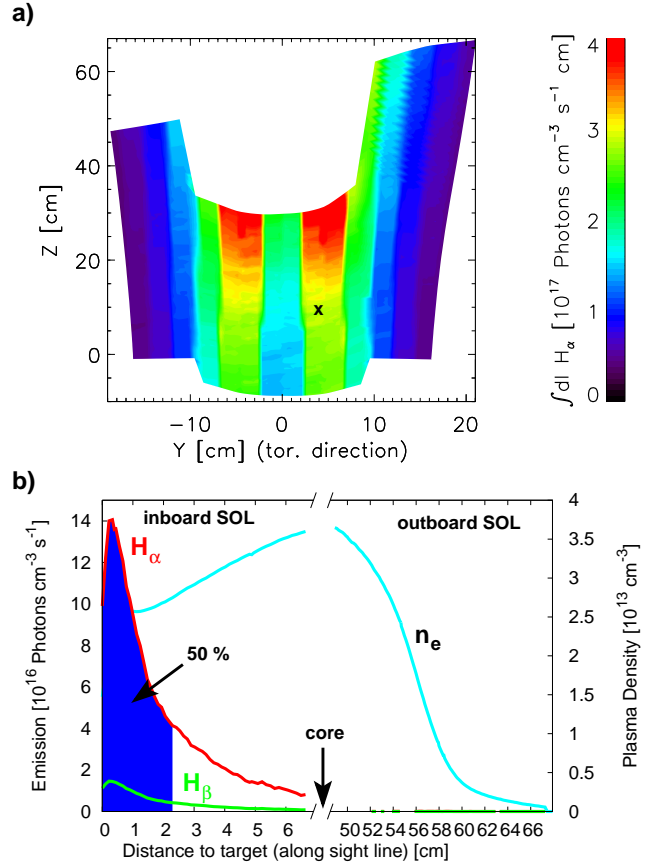 a)
60
40
20
0
Z [cm]
−10 0 10 20
Y [cm] (tor. direction)
4
3
2
1
0
∫dl Hα [10¹⁷ Photons cm⁻³ s⁻¹ cm]
b)
inboard SOL
outboard SOL
Hα
50 %
ne
core
Hβ
14
12
10
8
6
4
2
0
Emission [10¹⁶ Photons cm⁻³ s⁻¹]
4
3.5
3
2.5
2
1.5
1
0.5
0
Plasma Density [10¹³ cm⁻³]
0 1 2 3 4 5 6 50 52 54 56 58 60 62 64 66
Distance to target (along sight line) [cm]
x